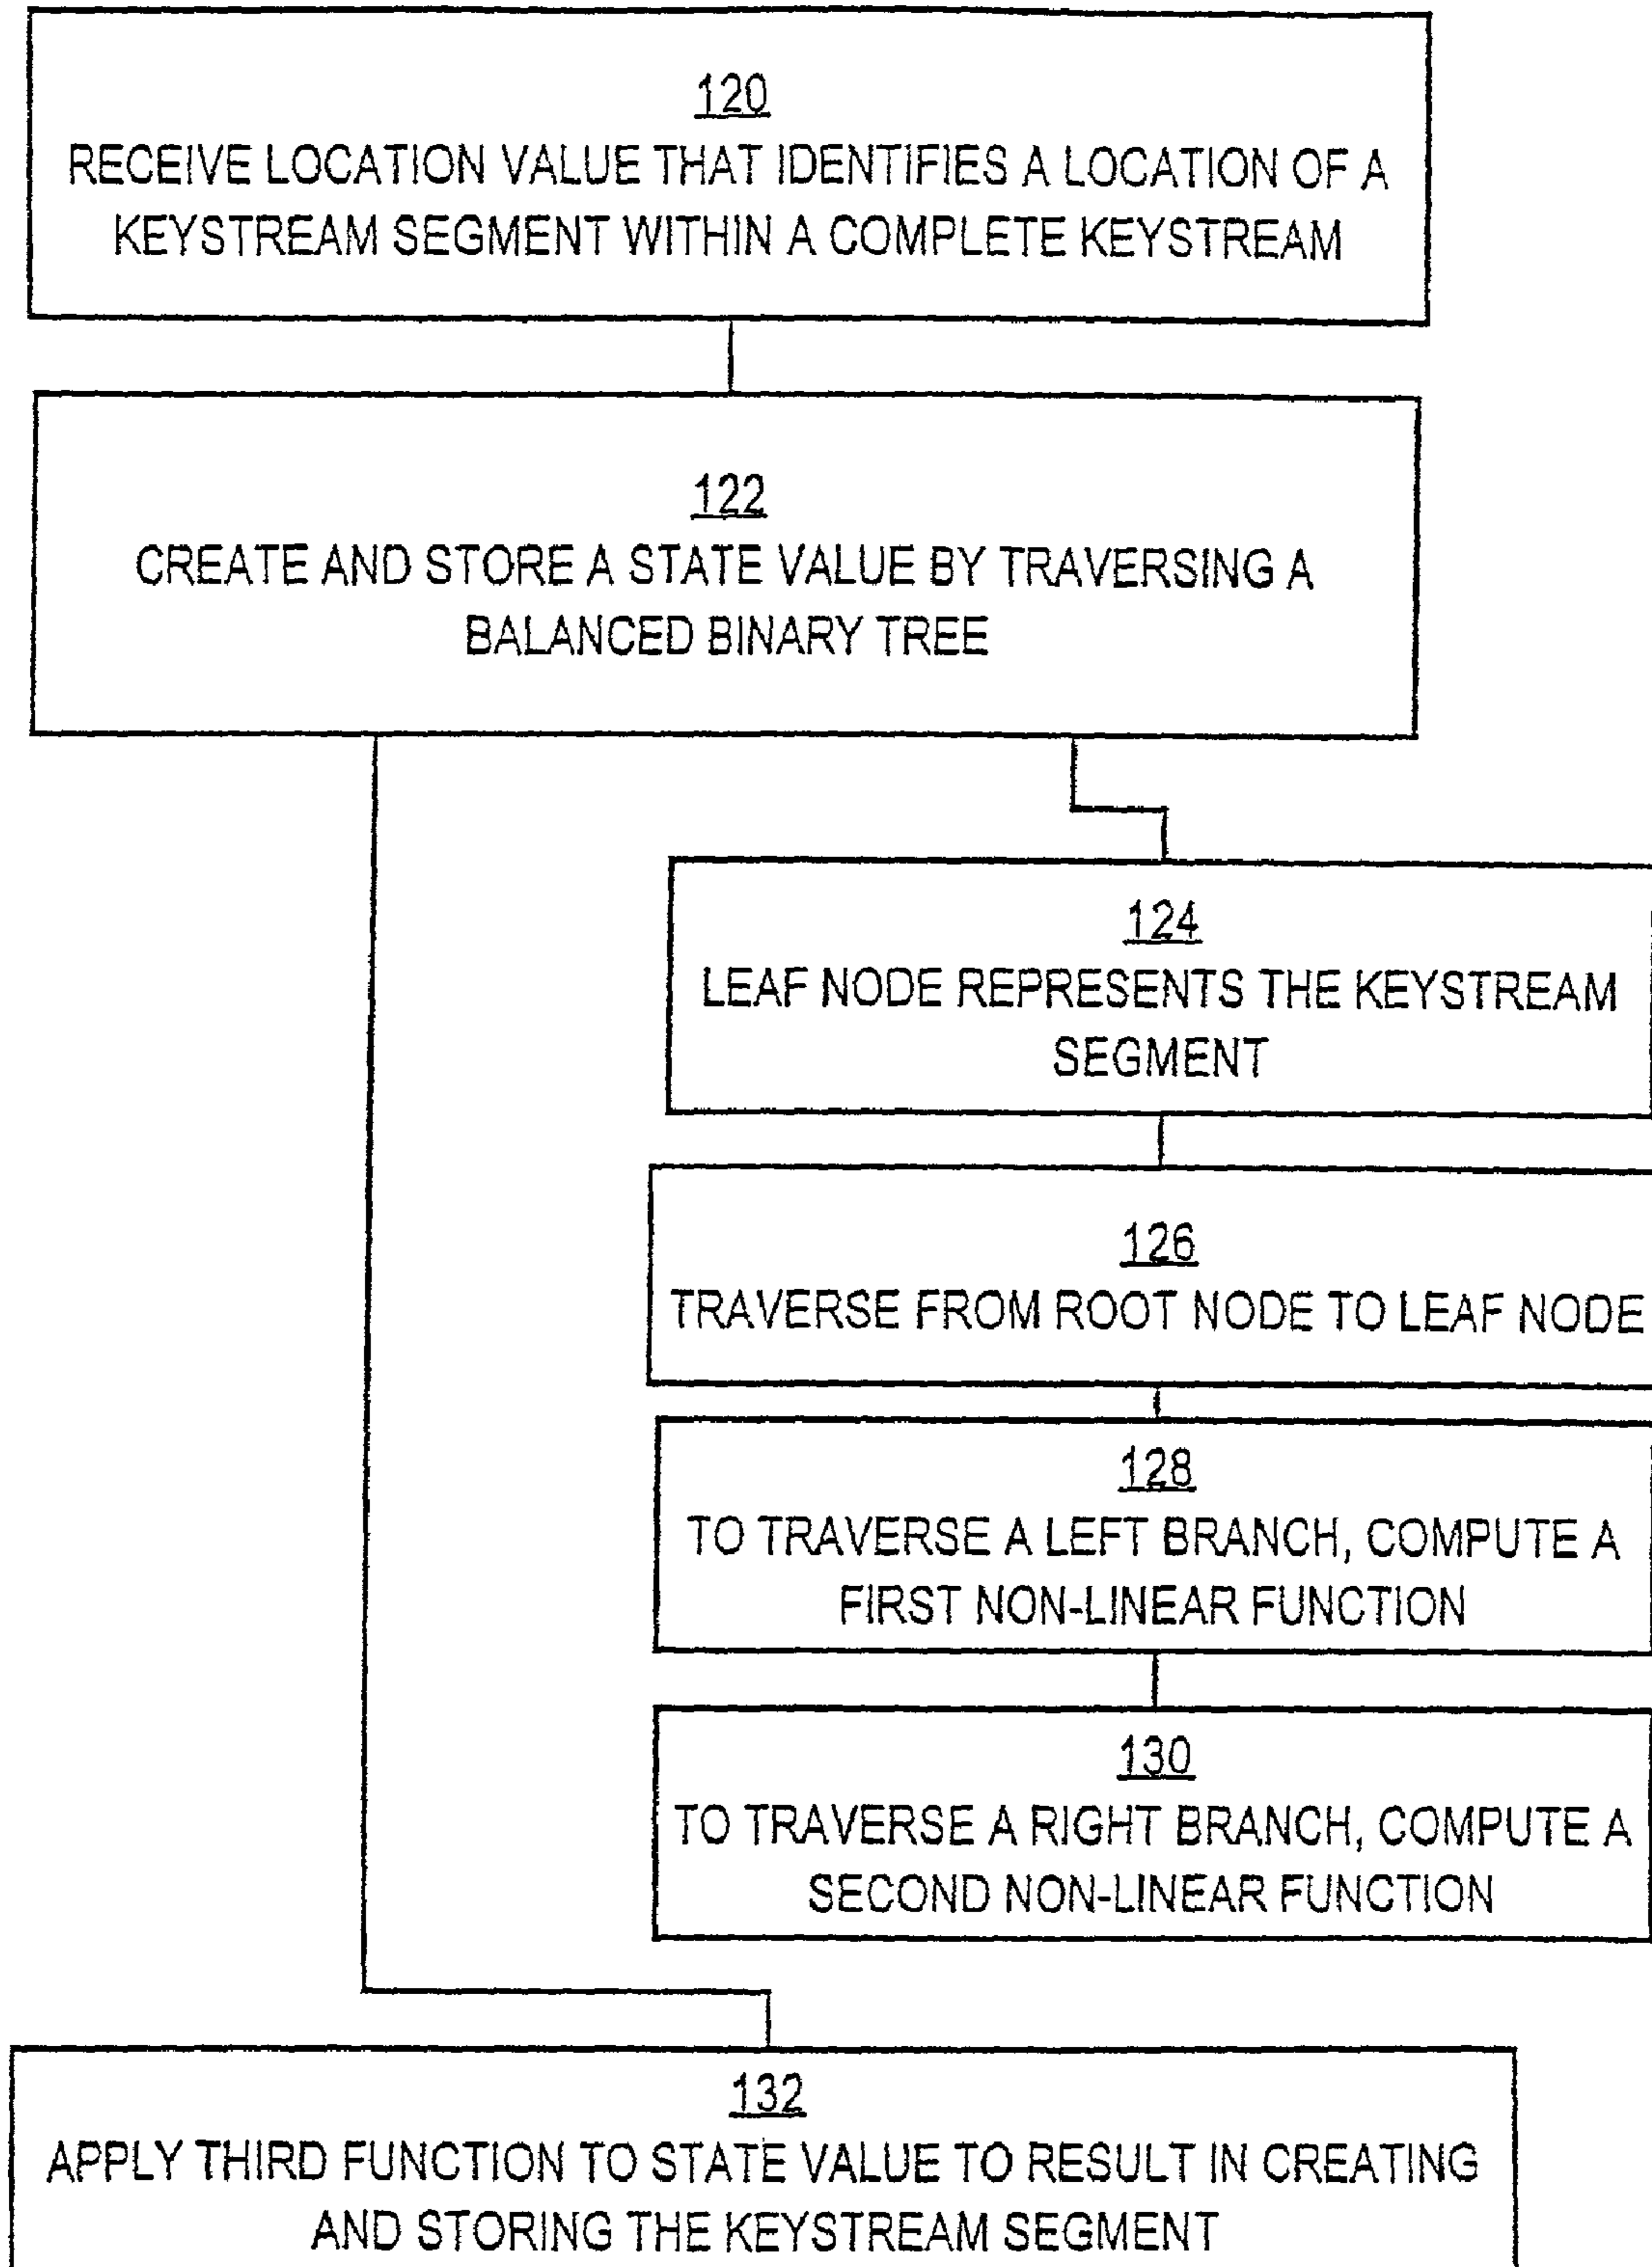 120
RECEIVE LOCATION VALUE THAT IDENTIFIES A LOCATION OF A
KEYSTREAM SEGMENT WITHIN A COMPLETE KEYSTREAM
122
CREATE AND STORE A STATE VALUE BY TRAVERSING A
BALANCED BINARY TREE
124
LEAF NODE REPRESENTS THE KEYSTREAM
SEGMENT
126
TRAVERSE FROM ROOT NODE TO LEAF NODE
128
TO TRAVERSE A LEFT BRANCH, COMPUTE A
FIRST NON-LINEAR FUNCTION
130
TO TRAVERSE A RIGHT BRANCH, COMPUTE A
SECOND NON-LINEAR FUNCTION
132
APPLY THIRD FUNCTION TO STATE VALUE TO RESULT IN CREATING
AND STORING THE KEYSTREAM SEGMENT